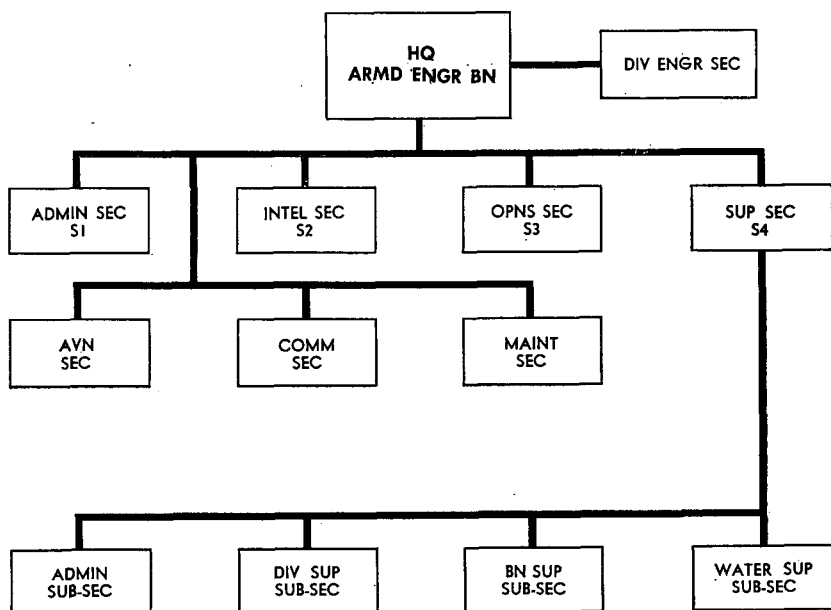 HQ
ARMD ENGR BN
DIV ENGR SEC
ADMIN SEC
S1
INTEL SEC
S2
OPNS SEC
S3
SUP SEC
S4
AVN
SEC
COMM
SEC
MAINT
SEC
ADMIN
SUB-SEC
DIV SUP
SUB-SEC
BN SUP
SUB-SEC
WATER SUP
SUB-SEC